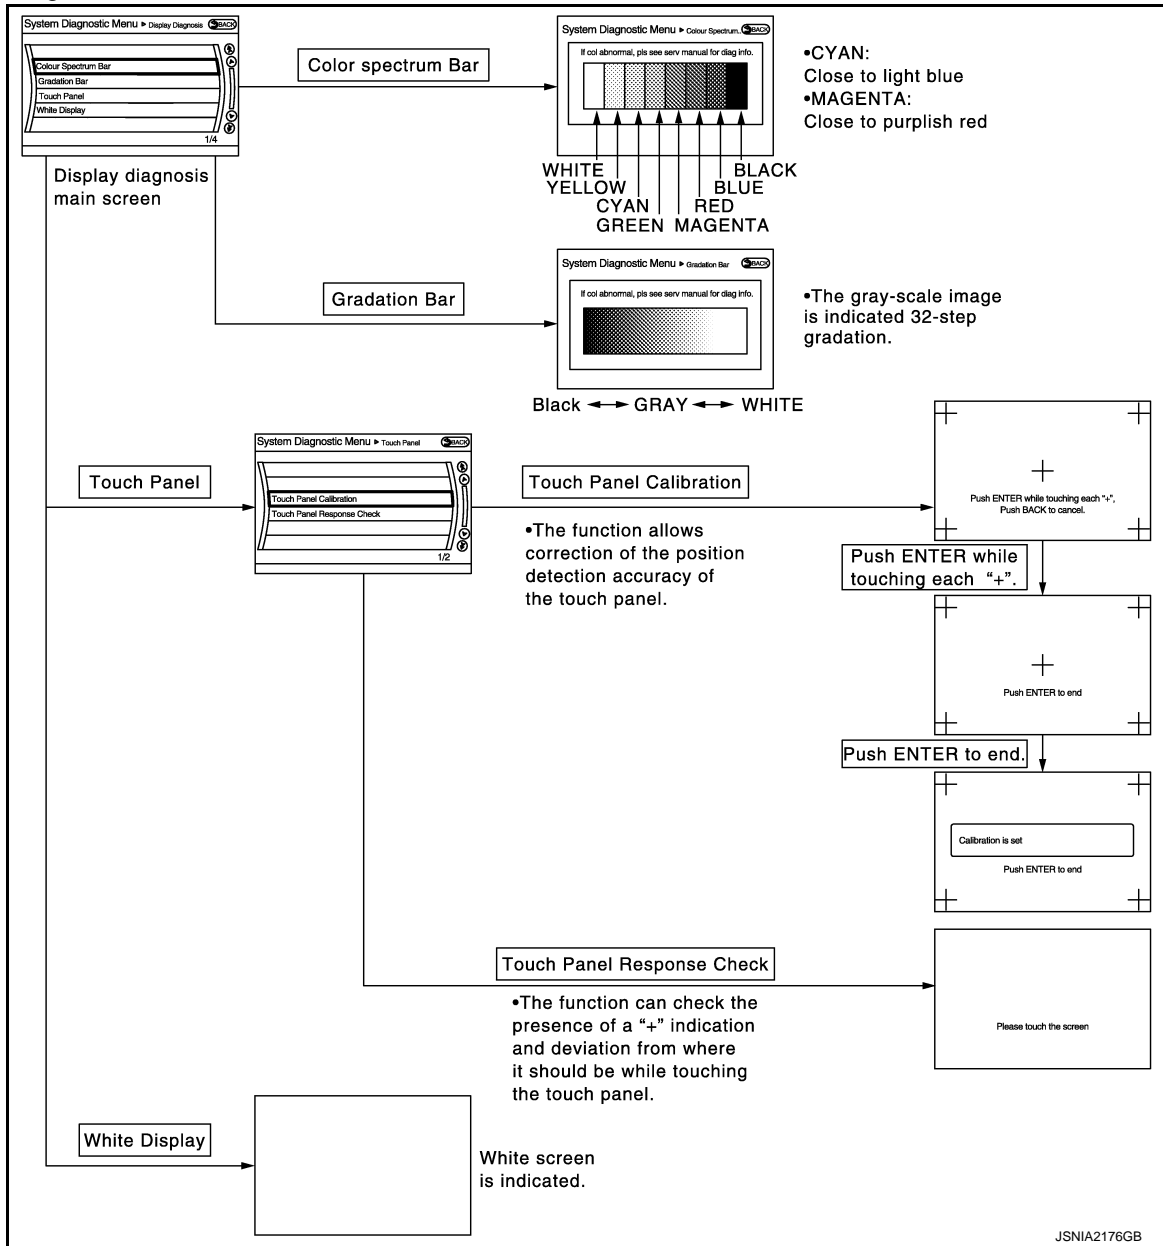 System Diagnostic Menu ▶ Display Diagnosis BACK
Colour Spectrum Bar
Gradation Bar
Touch Panel
White Display
1/4
Display diagnosis
main screen
Color spectrum Bar
System Diagnostic Menu ▶ Colour Spectrum.. BACK
If col abnormal, pls see serv manual for diag info.
WHITE
YELLOW
CYAN
GREEN
MAGENTA
RED
BLUE
BLACK
•CYAN:
Close to light blue
•MAGENTA:
Close to purplish red
Gradation Bar
System Diagnostic Menu ▶ Gradation Bar BACK
If col abnormal, pls see serv manual for diag info.
Black ↔ GRAY ↔ WHITE
•The gray-scale image
is indicated 32-step
gradation.
Touch Panel
System Diagnostic Menu ▶ Touch Panel BACK
Touch Panel Calibration
Touch Panel Response Check
1/2
Touch Panel Calibration
•The function allows
correction of the position
detection accuracy of
the touch panel.
Push ENTER while touching each “+”,
Push BACK to cancel.
Push ENTER while
touching each “+”.
Push ENTER to end
Push ENTER to end.
Calibration is set
Push ENTER to end
Touch Panel Response Check
•The function can check the
presence of a “+” indication
and deviation from where
it should be while touching
the touch panel.
Please touch the screen
White Display
White screen
is indicated.
JSNIA2176GB